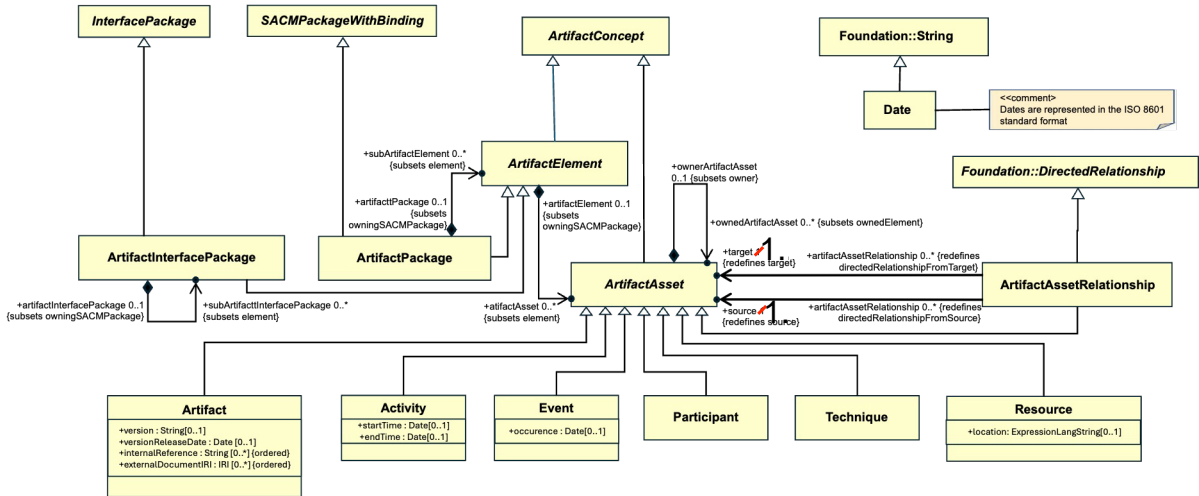 InterfacePackage
SACMPackageWithBinding
ArtifactConcept
Foundation::String
Date
<<comment>
Dates are represented in the ISO 8601
standard format
+subArtifactElement 0..*
{subsets element}
ArtifactElement
+ownerArtifactAsset
0..1 {subsets owner}
Foundation::DirectedRelationship
+artifacttPackage 0..1
{subsets
owningSACMPackage}
+artifactElement 0..1
{subsets
owningSACMPackage}
+ownedArtifactAsset 0..* {subsets ownedElement}
ArtifactInterfacePackage
ArtifactPackage
+target 1.
{redefines target}
+artifactAssetRelationship 0..* {redefines
directedRelationshipFromTarget}
ArtifactAsset
ArtifactAssetRelationship
+artifactInterfacePackage 0..1
{subsets owningSACMPackage}
+subArtifacttInterfacePackage 0..*
{subsets element}
+atifactAsset 0..*
{subsets element}
+source 1.
{redefines source}
+artifactAssetRelationship 0..* {redefines
directedRelationshipFromSource}
Artifact
+version : String[0..1]
+versionReleaseDate : Date [0..1]
+internalReference : String [0..*] {ordered}
+externalDocumentIRI : IRI [0..*] {ordered}
Activity
+startTime : Date[0..1]
+endTime : Date[0..1]
Event
+occurence : Date[0..1]
Participant
Technique
Resource
+location: ExpressionLangString[0..1]